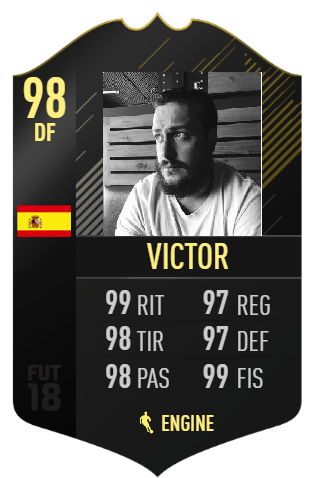 98
DF
VICTOR
99 RIT 97 REG
98 TIR 97 DEF
98 PAS 99 FIS
FUT
18
ENGINE